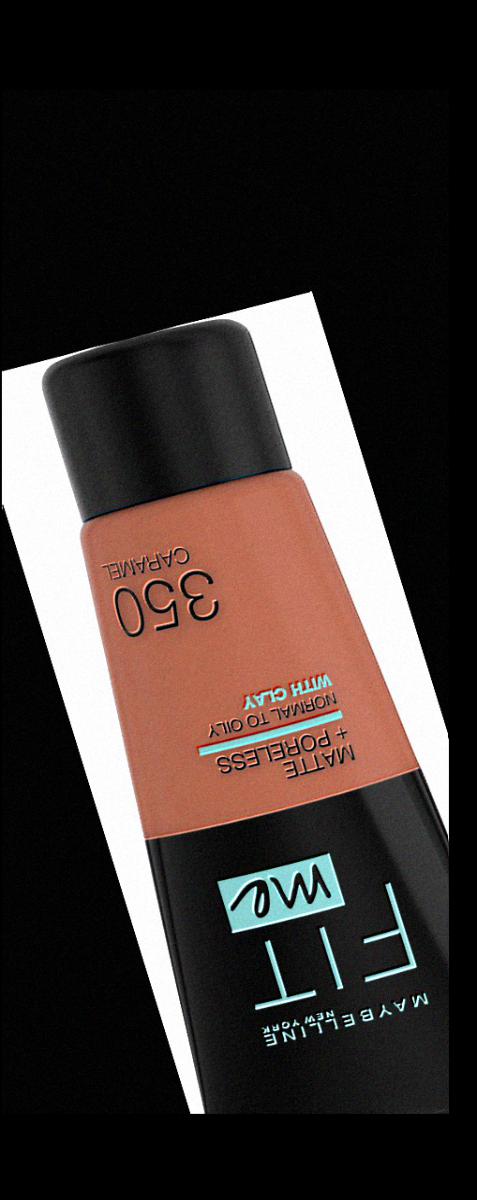 MAYBELLINE
NEW YORK
FIT
me
MATTE
+ PORELESS
NORMAL TO OILY
WITH CLAY
350
CARAMEL